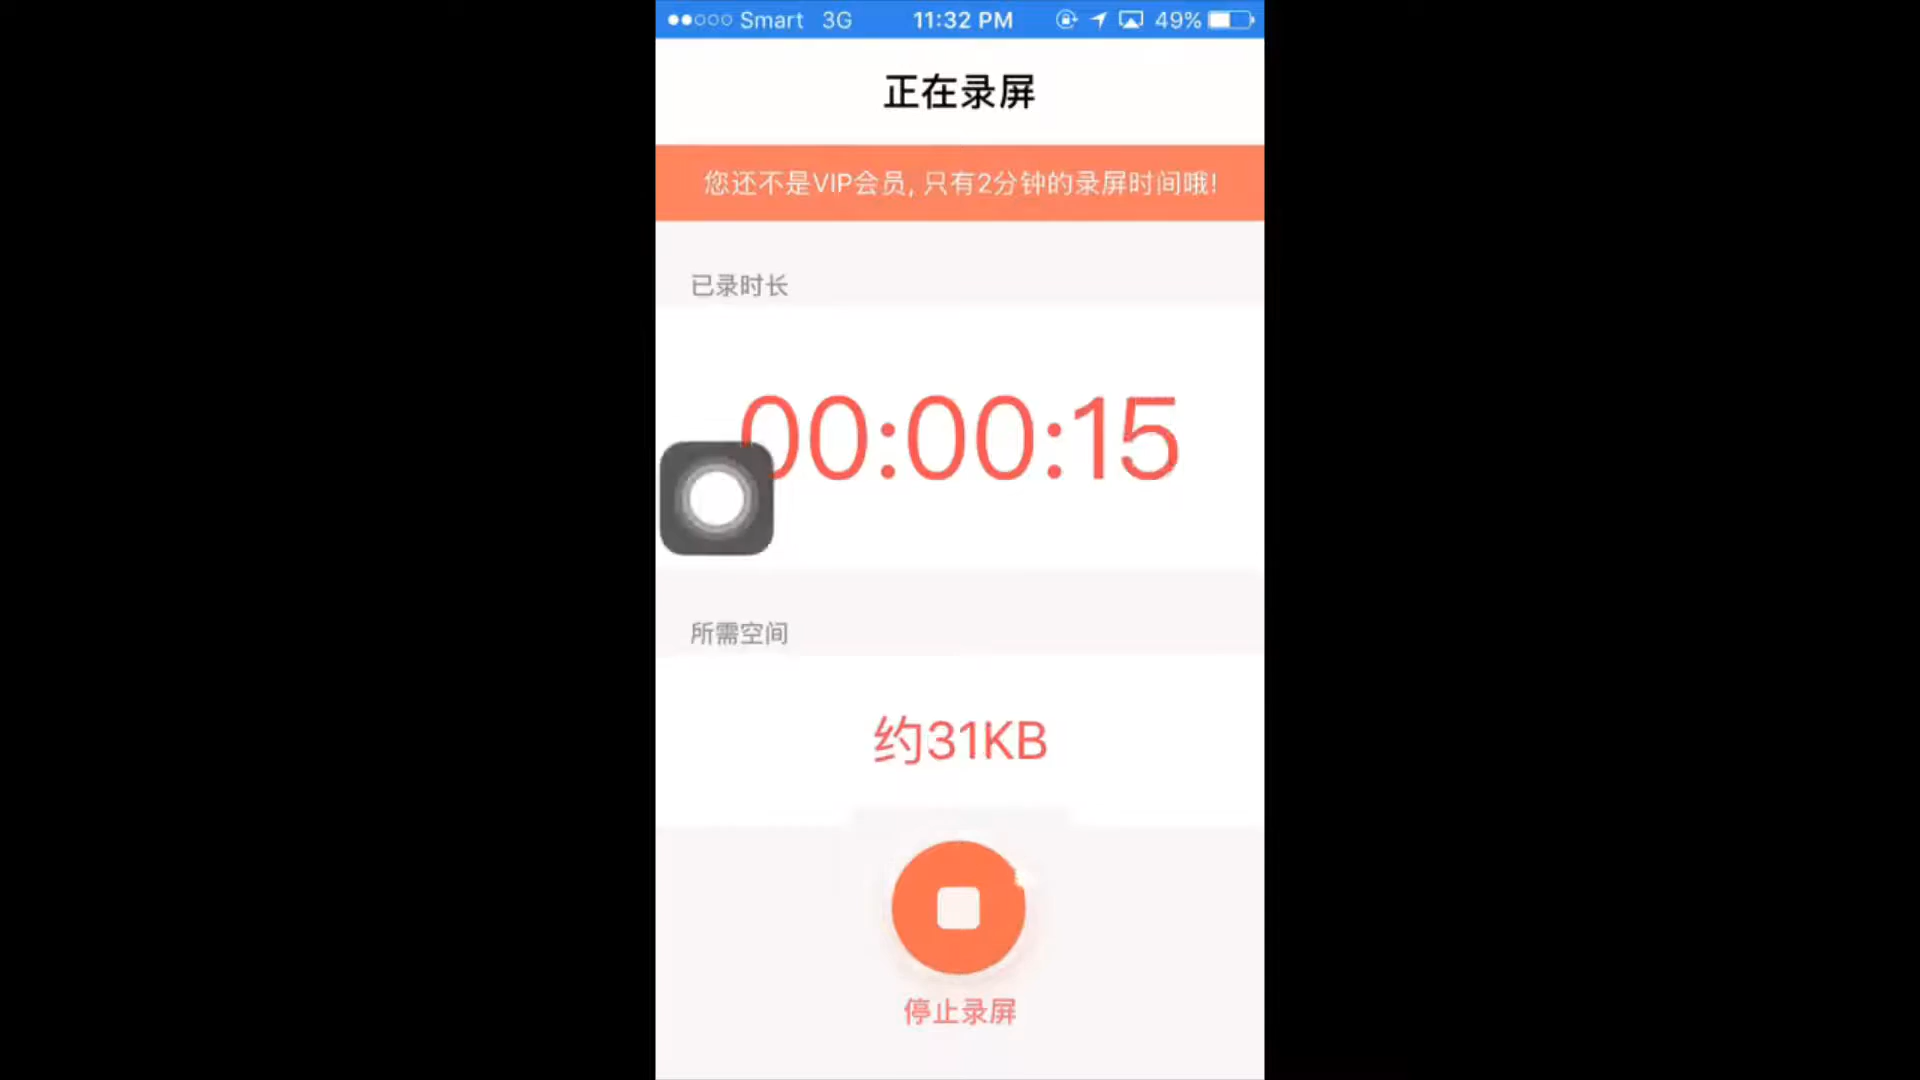 Smart 3G 11:32 PM 49%
正在录屏
您还不是VIP会员, 只有2分钟的录屏时间哦!
已录时长
00:00:15
所需空间
约31KB
停止录屏